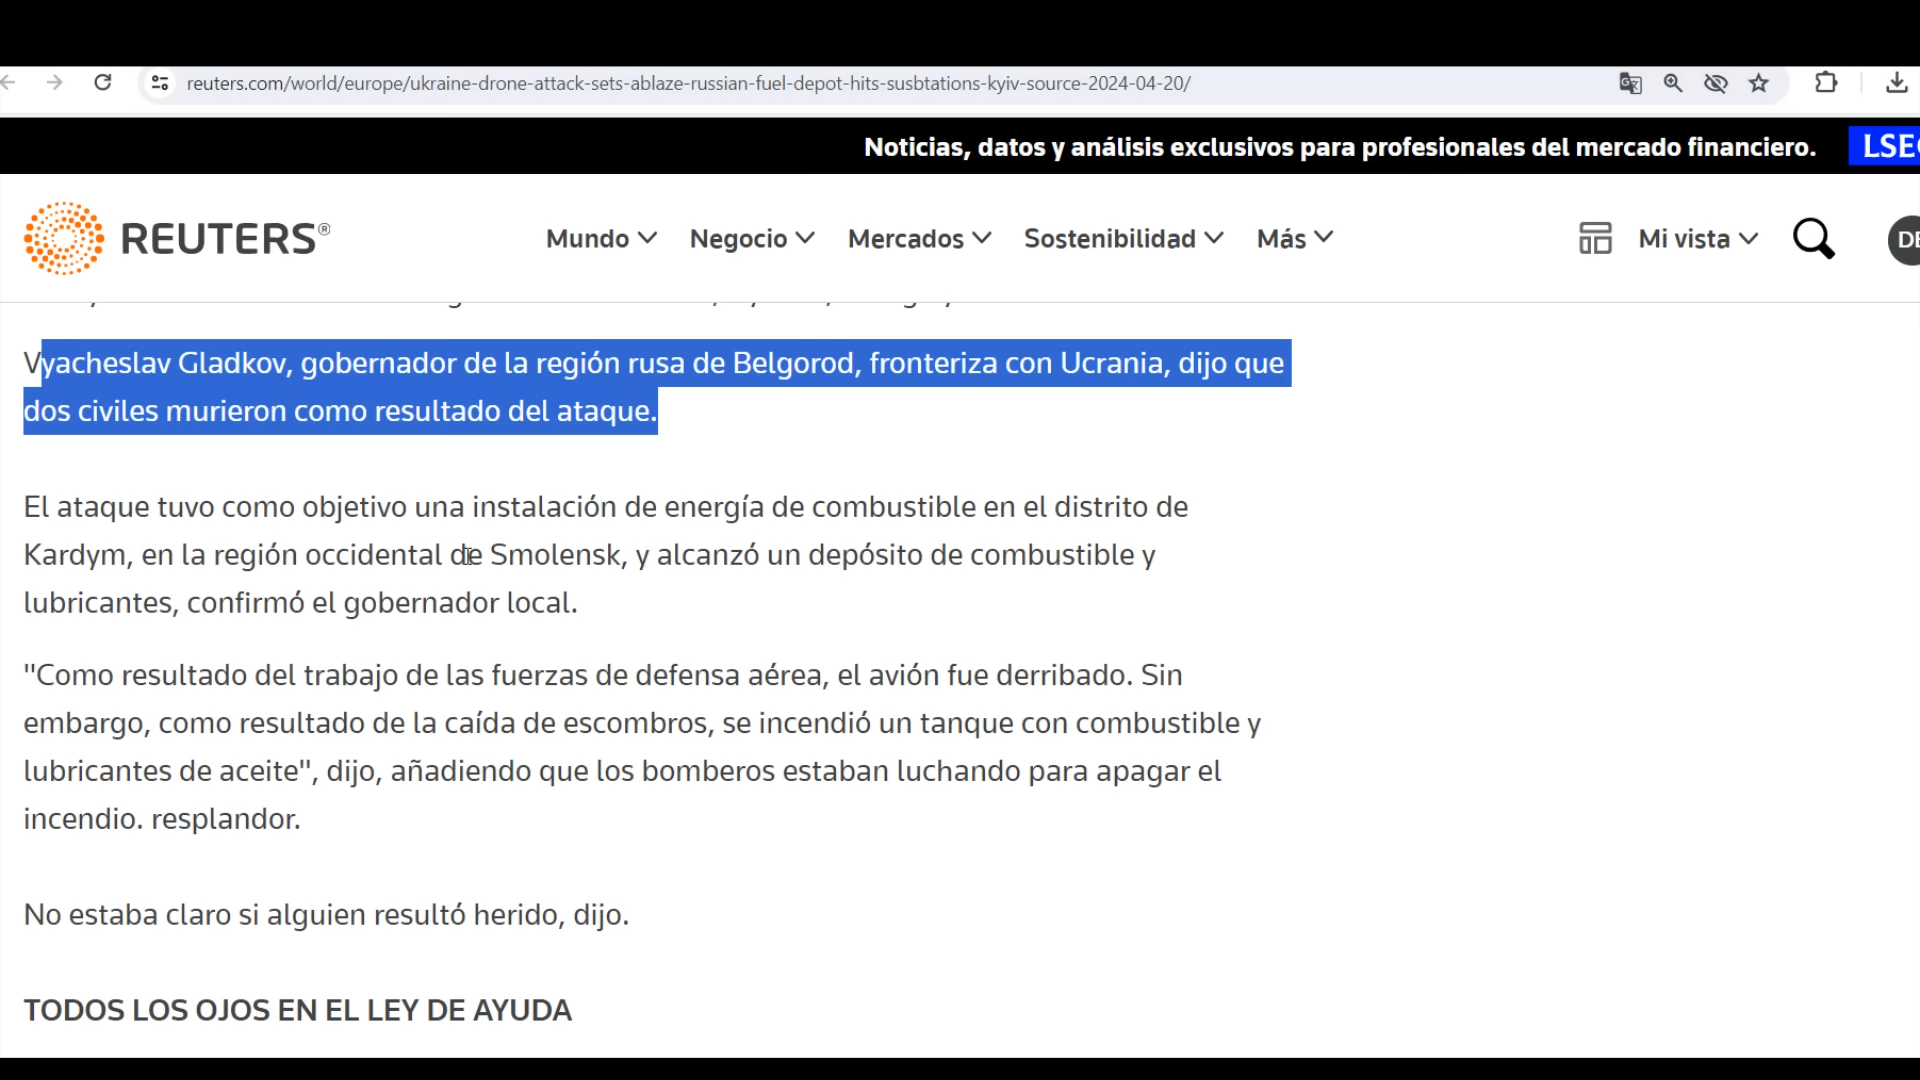 reuters.com/world/europe/ukraine-drone-attack-sets-ablaze-russian-fuel-depot-hits-susbtations-kyiv-source-2024-04-20/
Noticias, datos y análisis exclusivos para profesionales del mercado financiero.
REUTERS®
Mundo Negocio Mercados Sostenibilidad Más Mi vista
Vyacheslav Gladkov, gobernador de la región rusa de Belgorod, fronteriza con Ucrania, dijo que
dos civiles murieron como resultado del ataque.
El ataque tuvo como objetivo una instalación de energía de combustible en el distrito de
Kardym, en la región occidental de Smolensk, y alcanzó un depósito de combustible y
lubricantes, confirmó el gobernador local.
"Como resultado del trabajo de las fuerzas de defensa aérea, el avión fue derribado. Sin
embargo, como resultado de la caída de escombros, se incendió un tanque con combustible y
lubricantes de aceite", dijo, añadiendo que los bomberos estaban luchando para apagar el
incendio. resplandor.
No estaba claro si alguien resultó herido, dijo.
TODOS LOS OJOS EN EL LEY DE AYUDA